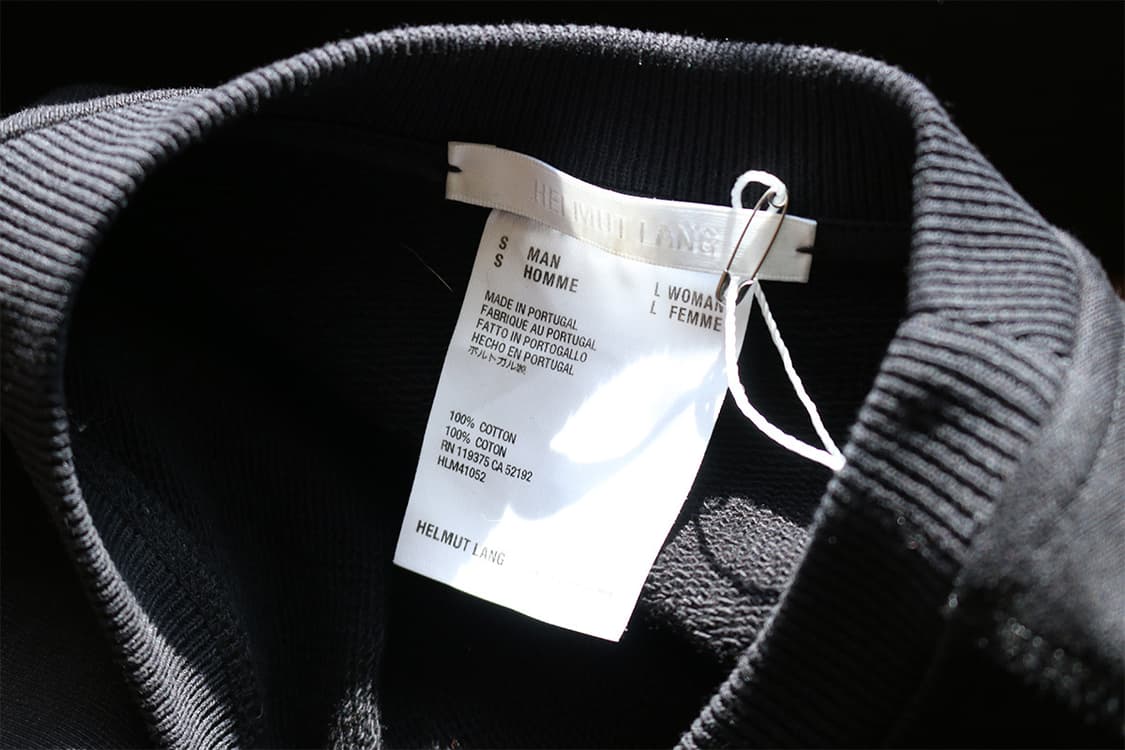 HELMUT LANG
S MAN
S HOMME
L WOMAN
L FEMME
MADE IN PORTUGAL
FABRIQUE AU PORTUGAL
FATTO IN PORTOGALLO
HECHO EN PORTUGAL
ポルトガル製
100% COTTON
100% COTON
RN 119375 CA 52192
HLM41052
HELMUT LANG